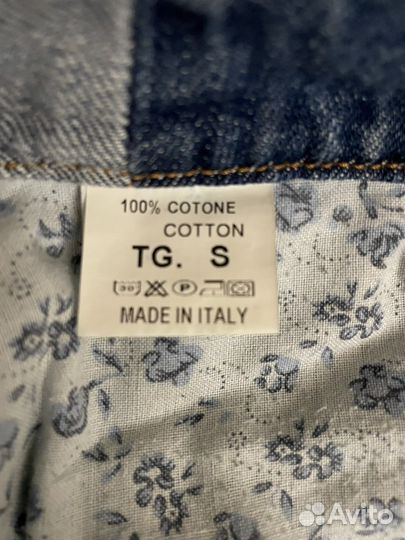 100% COTONE
COTTON
TG. S
30 P
MADE IN ITALY
Avito